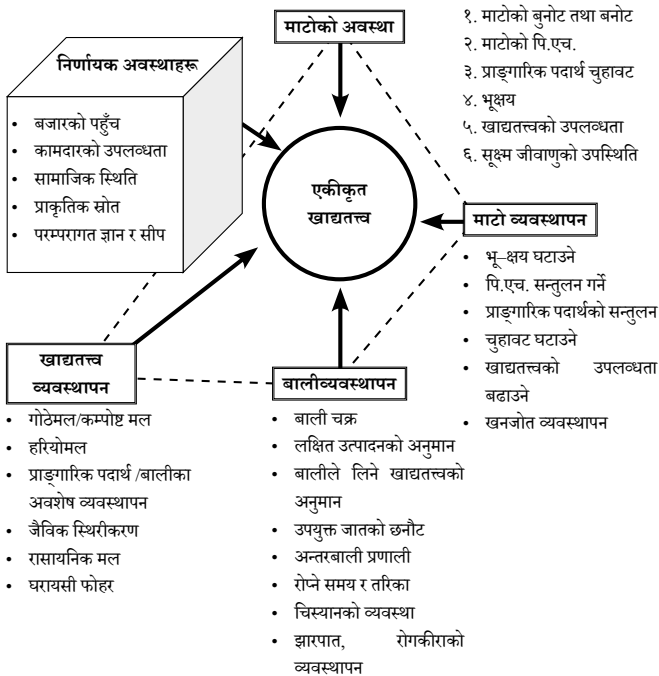 माटोको अवस्था
१. माटोको बुनोट तथा बनोट
२. माटोको पि.एच.
३. प्राङ्गारिक पदार्थ चुहावट
४. भूक्षय
५. खाद्यतत्त्वको उपलव्धता
६. सूक्ष्म जीवाणुको उपस्थिति
निर्णायक अवस्थाहरू
• बजारको पहुँच
• कामदारको उपलव्धता
• सामाजिक स्थिति
• प्राकृतिक स्रोत
• परम्परागत ज्ञान र सीप
एकीकृत
खाद्यतत्त्व
माटो व्यवस्थापन
• भू–क्षय घटाउने
• पि.एच. सन्तुलन गर्ने
• प्राङ्गारिक पदार्थको सन्तुलन
• चुहावट घटाउने
• खाद्यतत्त्वको उपलव्धता
बढाउने
• खनजोत व्यवस्थापन
खाद्यतत्त्व
व्यवस्थापन
• गोठेमल/कम्पोष्ट मल
• हरियोमल
• प्राङ्गारिक पदार्थ /बालीका
अवशेष व्यवस्थापन
• जैविक स्थिरीकरण
• रासायनिक मल
• घरायसी फोहर
बालीव्यवस्थापन
• बाली चक्र
• लक्षित उत्पादनको अनुमान
• बालीले लिने खाद्यतत्त्वको
अनुमान
• उपयुक्त जातको छनौट
• अन्तरबाली प्रणाली
• रोप्ने समय र तरिका
• चिस्यानको व्यवस्था
• झारपात, रोगकीराको
व्यवस्थापन